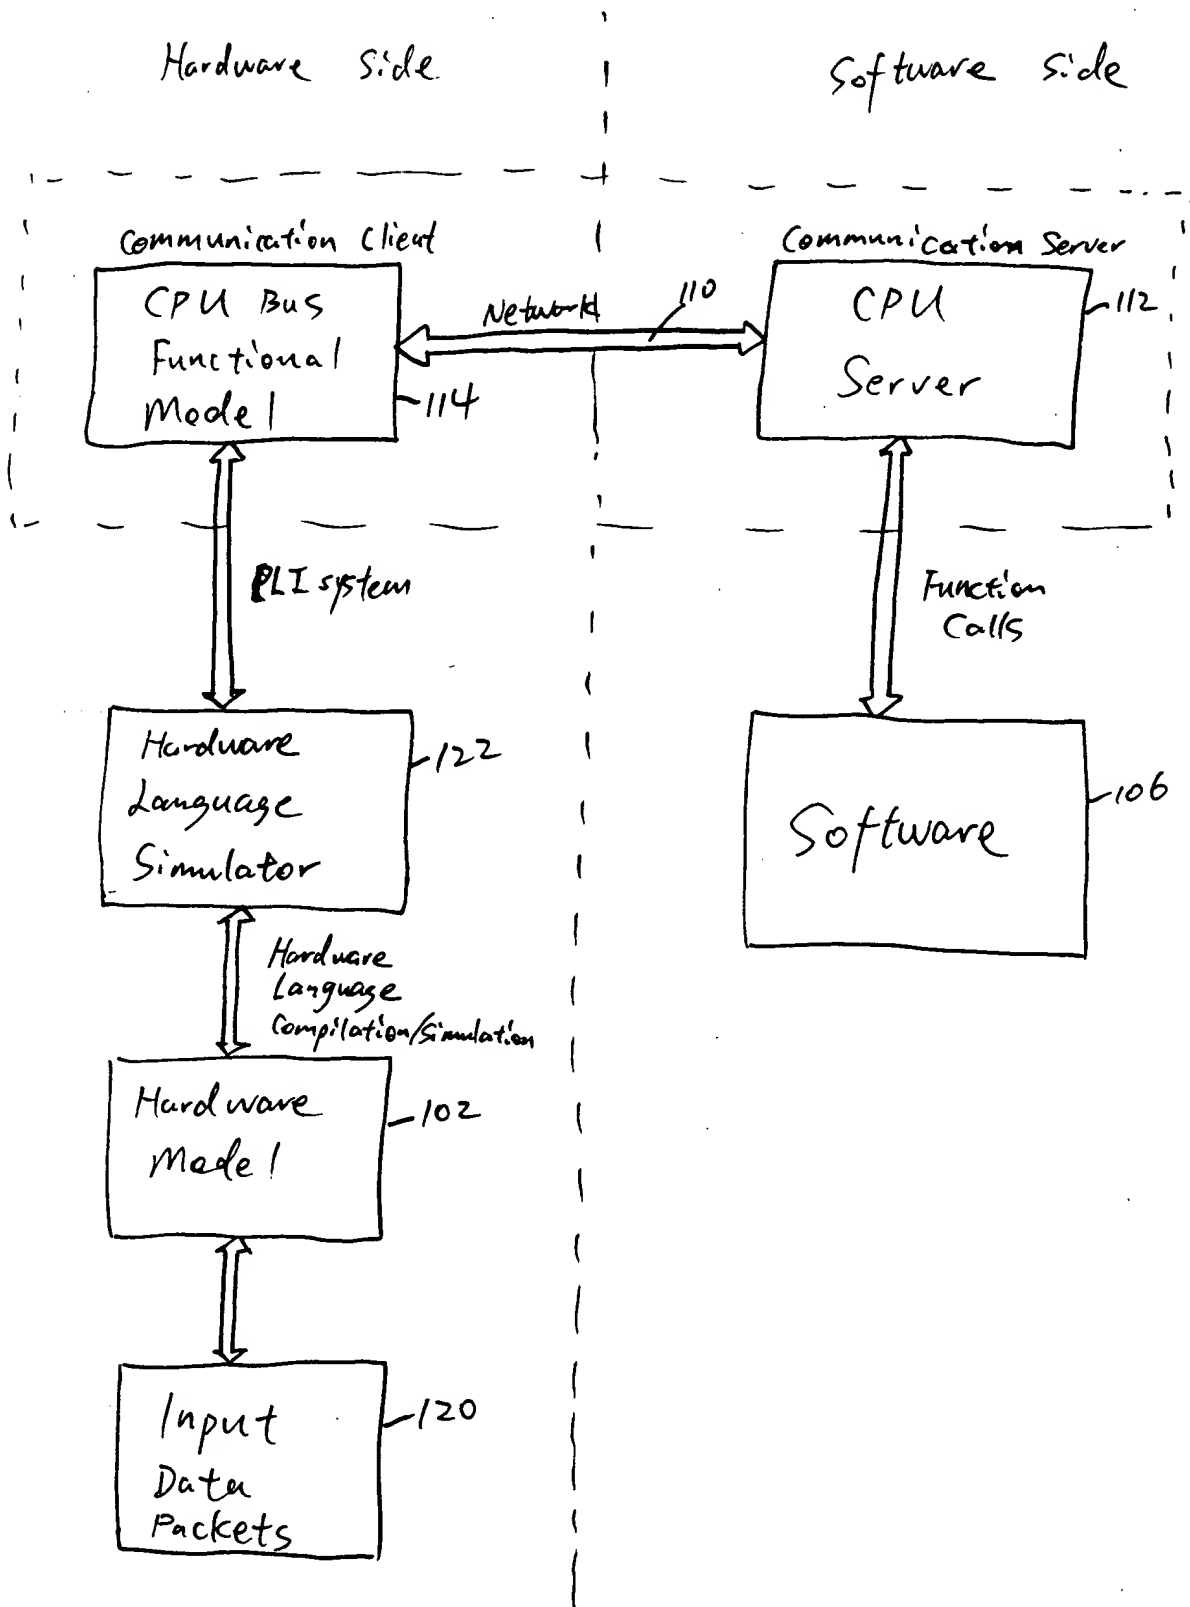 Hardware Side
Software Side
Communication Client
Communication Server
CPU Bus
Functional
Model
114
Network
110
CPU
Server
112
PLI system
Function
Calls
Hardware
Language
Simulator
122
Software
106
Hardware
Language
Compilation/Simulation
Hardware
Model
102
Input
Data
Packets
120